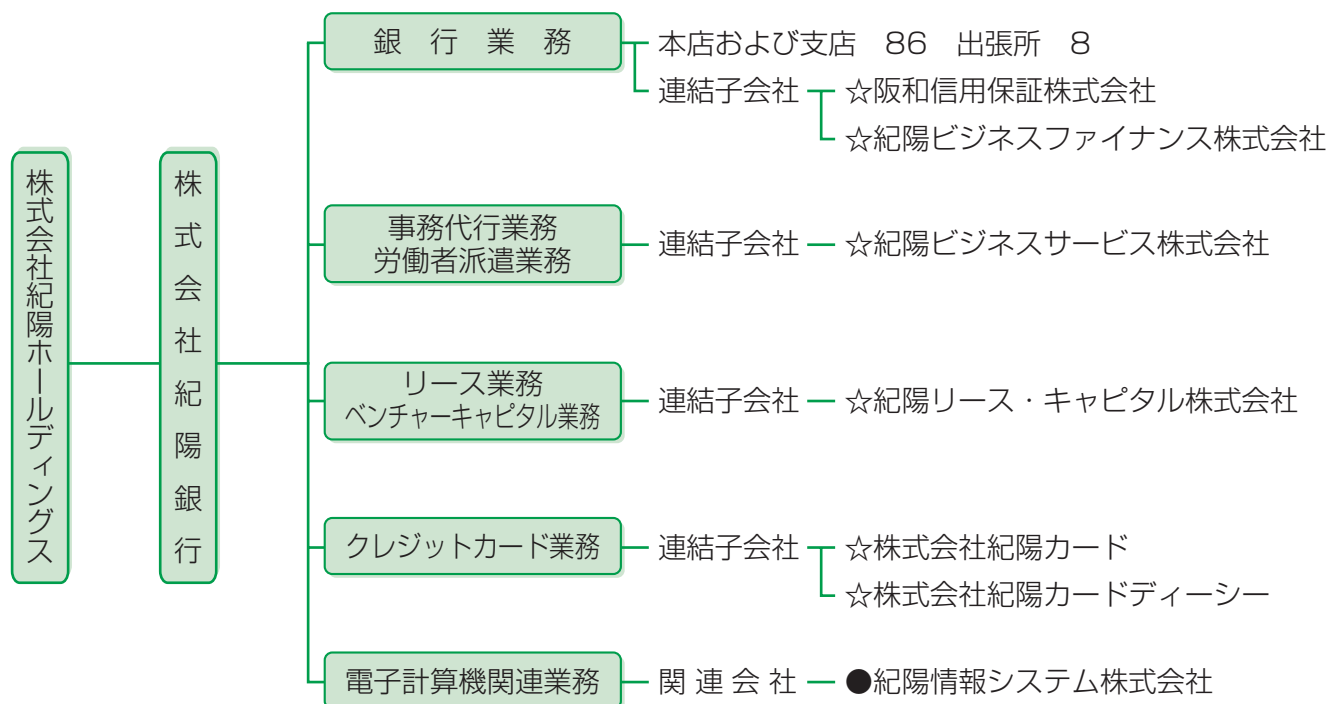 株式会社紀陽ホールディングス
株式会社紀陽銀行
銀行業務
本店および支店 86 出張所 8
連結子会社
☆阪和信用保証株式会社
☆紀陽ビジネスファイナンス株式会社
事務代行業務
労働者派遣業務
連結子会社
☆紀陽ビジネスサービス株式会社
リース業務
ベンチャーキャピタル業務
連結子会社
☆紀陽リース・キャピタル株式会社
クレジットカード業務
連結子会社
☆株式会社紀陽カード
☆株式会社紀陽カードディーシー
電子計算機関連業務
関連会社
●紀陽情報システム株式会社